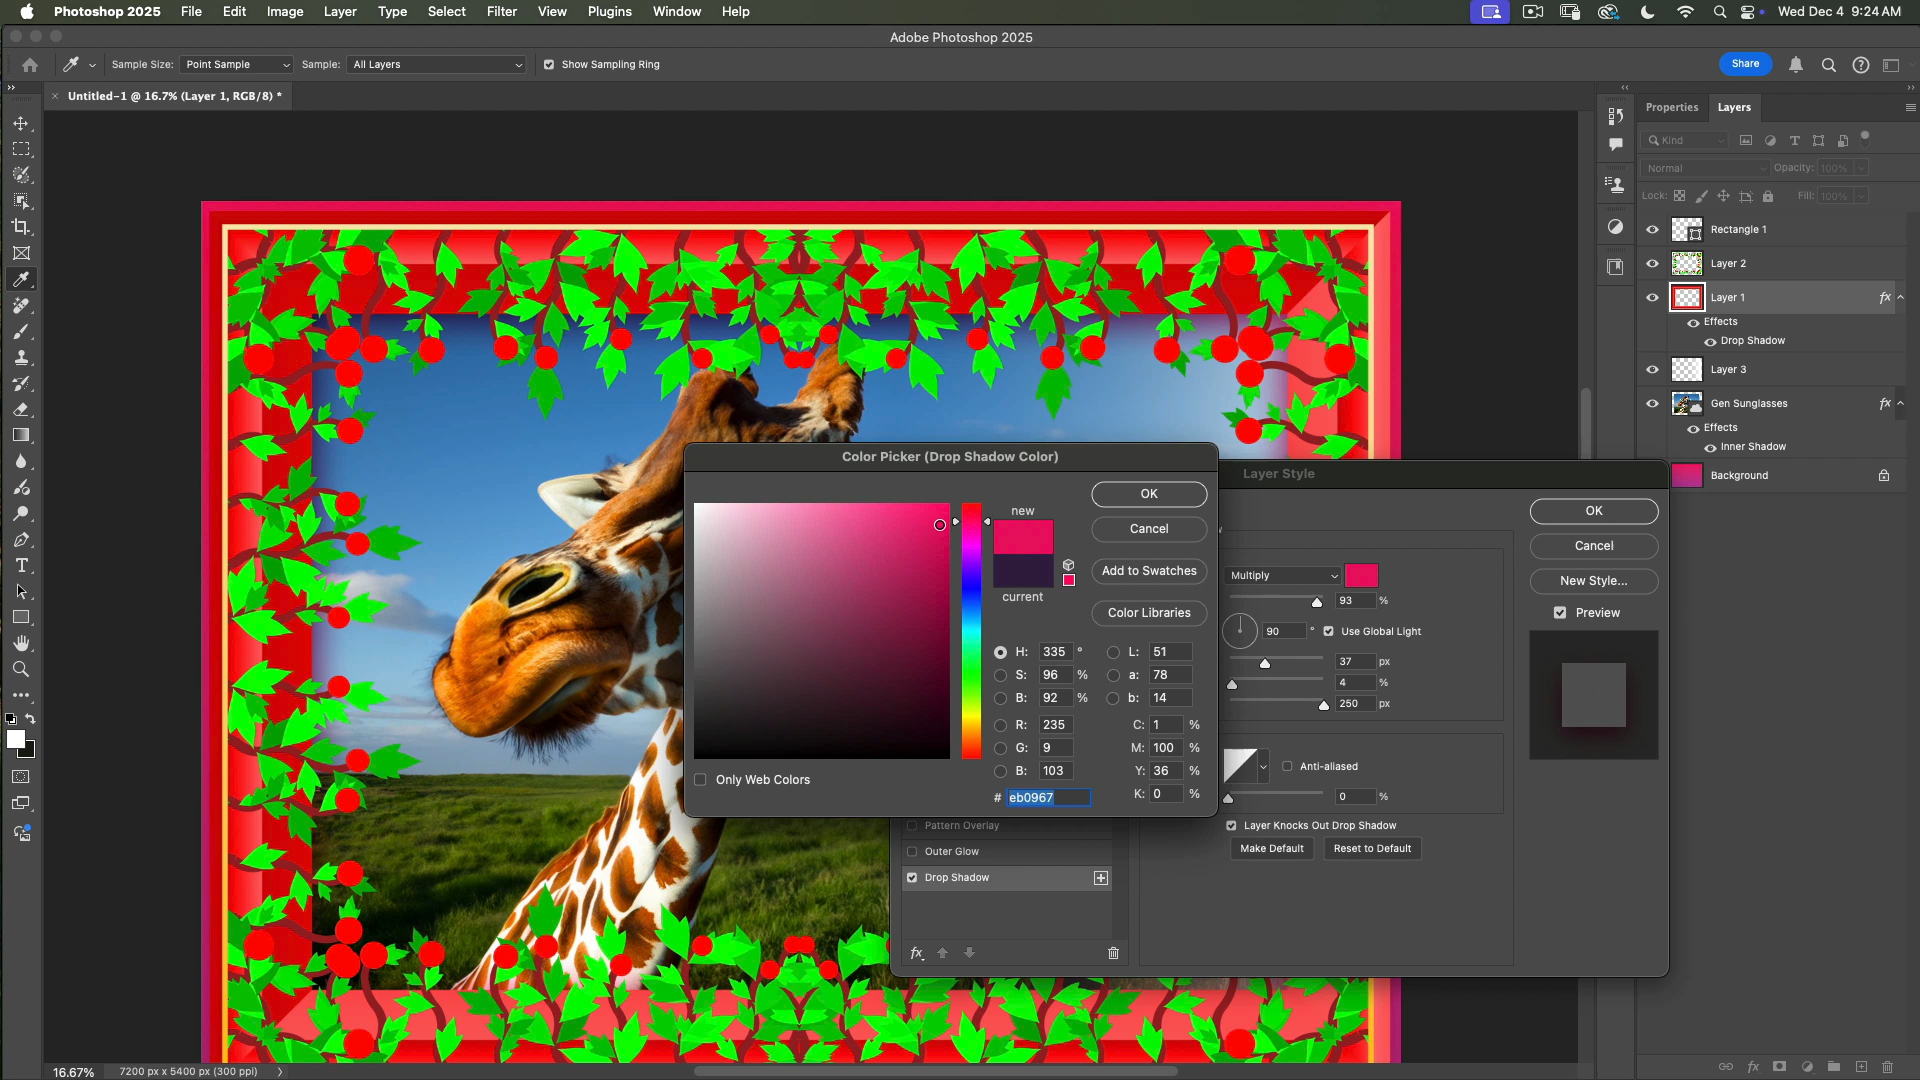 Photoshop 2025 File Edit Image Layer Type Select Filter View Plugins Window Help Wed Dec 4 9:24 AM
Adobe Photoshop 2025
Sample Size: Point Sample Sample: All Layers Show Sampling Ring Share
Untitled-1 @ 16.7% (Layer 1, RGB/8) *
Properties Layers
Kind
Normal Opacity: 100%
Lock: Fill: 100%
Rectangle 1
Layer 2
Layer 1 fx
Effects
Drop Shadow
Layer 3
Gen Sunglasses fx
Effects
Inner Shadow
Background
Color Picker (Drop Shadow Color)
new
current
OK
Cancel
Add to Swatches
Color Libraries
H: 335 ° L: 51
S: 96 % a: 78
B: 92 % b: 14
R: 235 C: 1 %
G: 9 M: 100 %
B: 103 Y: 36 %
# eb0967 K: 0 %
Only Web Colors
Layer Style
OK
Cancel
New Style...
Preview
Multiply
93 %
90 ° Use Global Light
37 px
4 %
250 px
Anti-aliased
0 %
Layer Knocks Out Drop Shadow
Make Default Reset to Default
Pattern Overlay
Outer Glow
Drop Shadow
fx
16.67% 7200 px x 5400 px (300 ppi)
fx